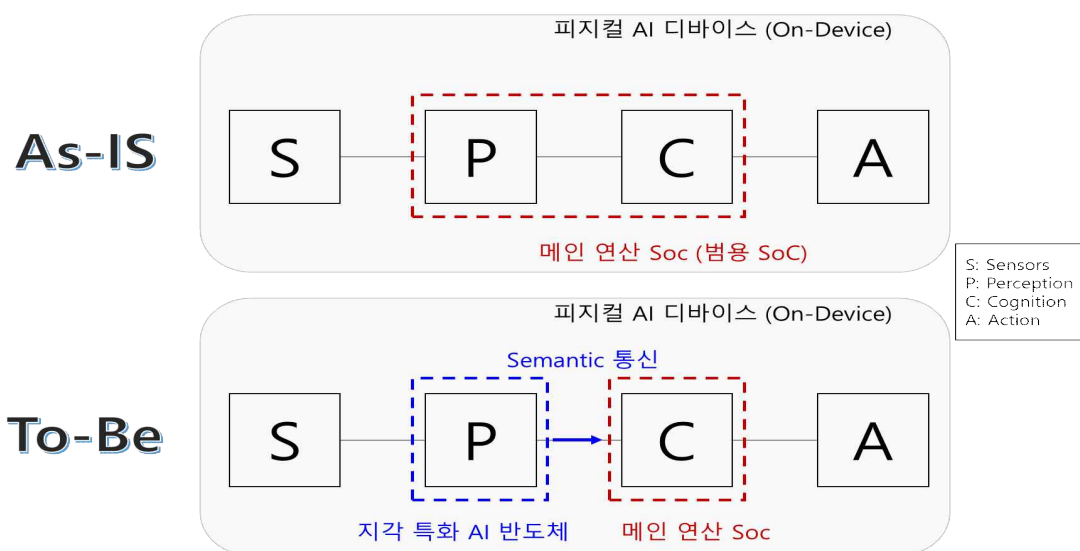 피지컬 AI 디바이스 (On-Device)
As-IS
S
P
C
A
메인 연산 Soc (범용 SoC)
S: Sensors
P: Perception
C: Cognition
A: Action
피지컬 AI 디바이스 (On-Device)
Semantic 통신
To-Be
S
P
C
A
지각 특화 AI 반도체
메인 연산 Soc